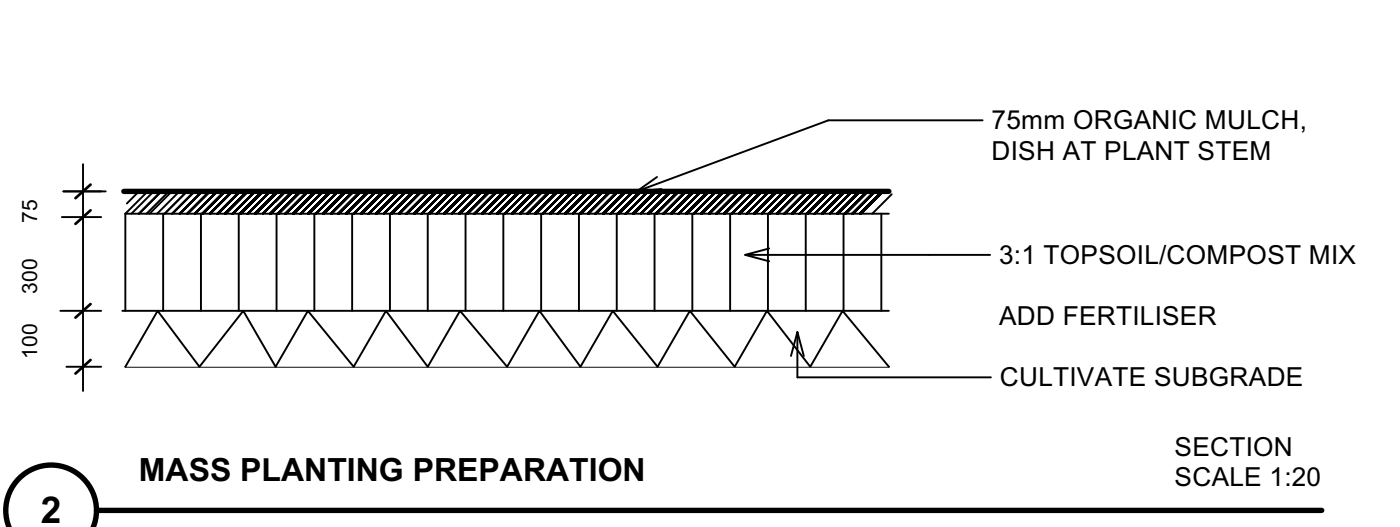 75mm ORGANIC MULCH,
DISH AT PLANT STEM
75
300
3:1 TOPSOIL/COMPOST MIX
ADD FERTILISER
100
CULTIVATE SUBGRADE
MASS PLANTING PREPARATION
SECTION
SCALE 1:20
2